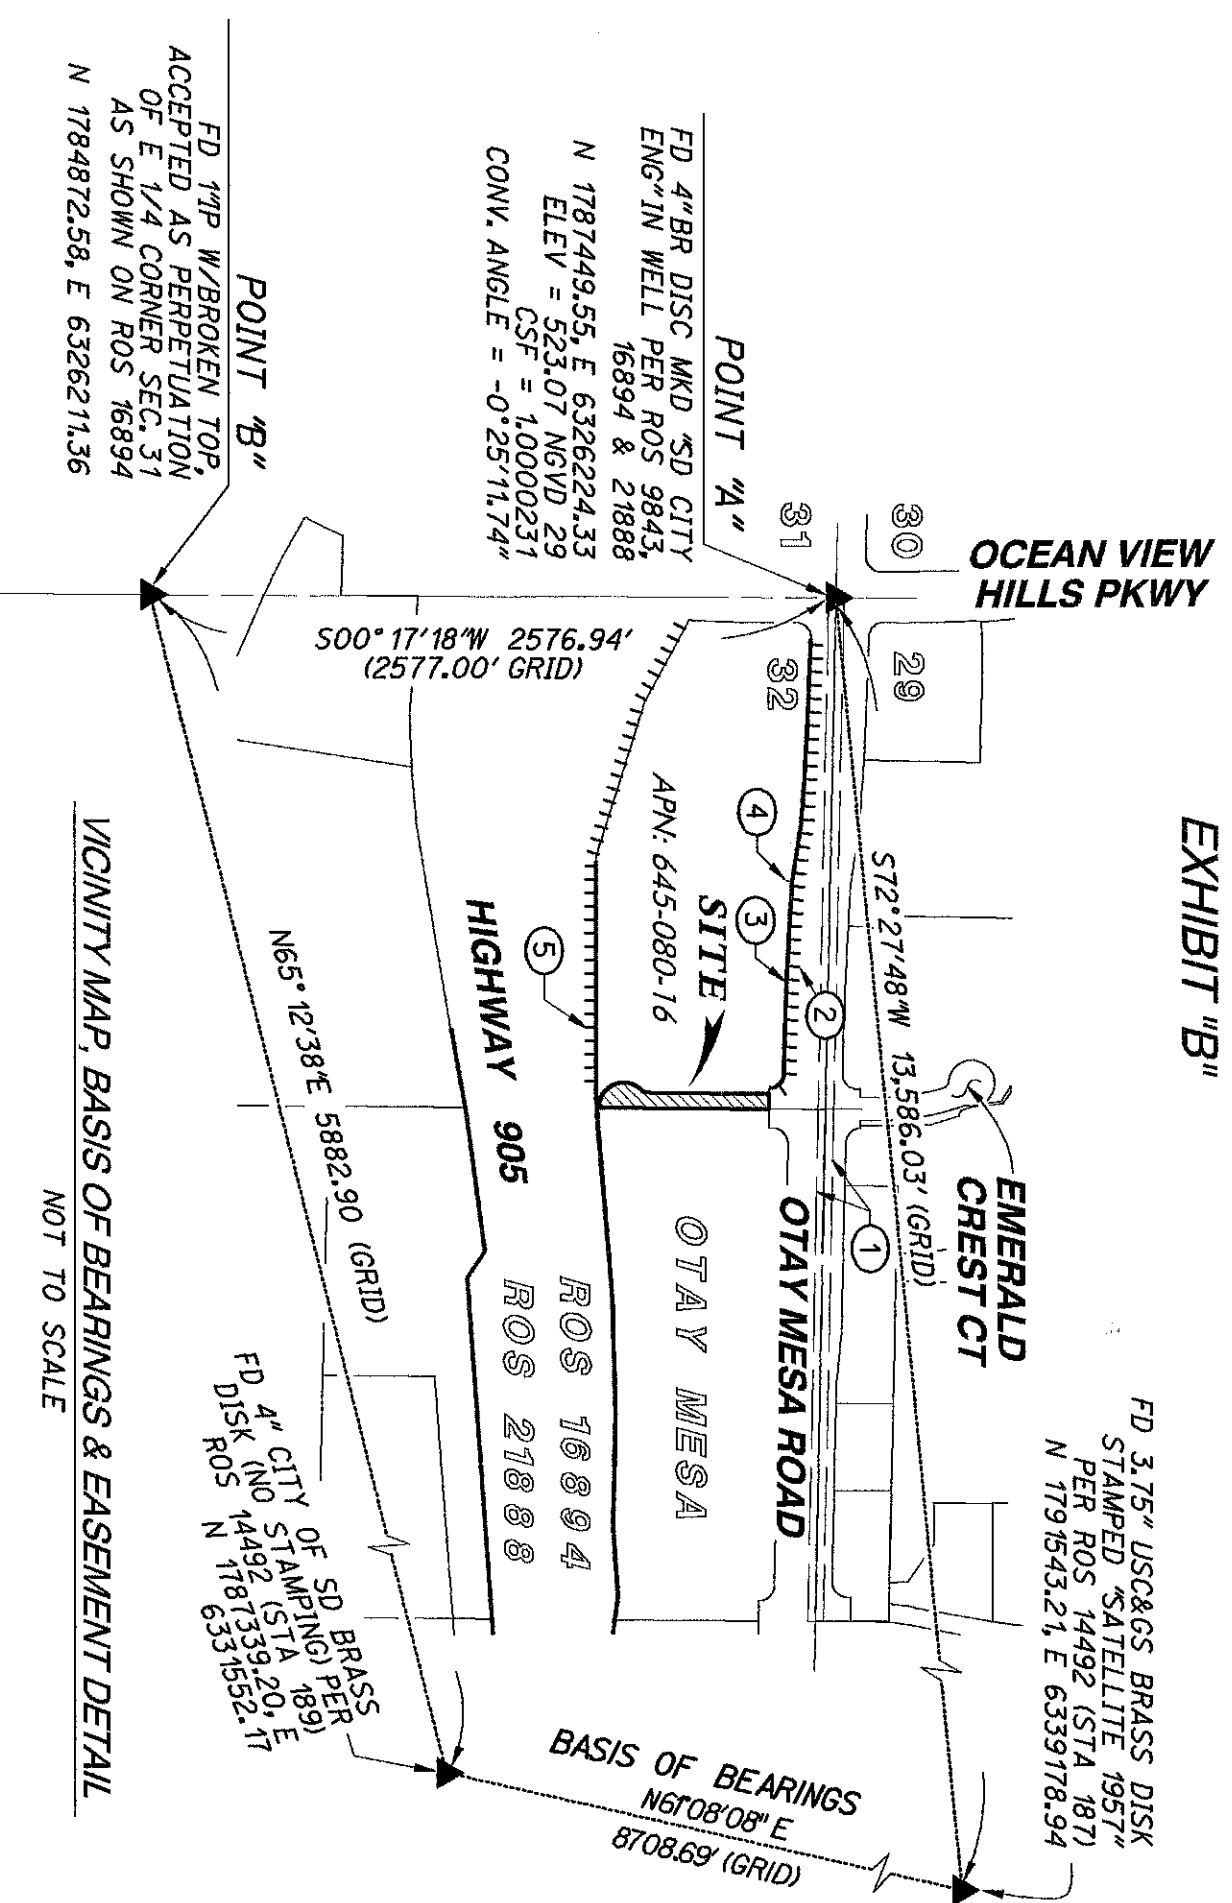 EXHIBIT "B"
OCEAN VIEW
HILLS PKWY
30
29
31
32
POINT "A"
FD 4" BR DISC MKD "SD CITY
ENG" IN WELL PER ROS 9843,
16894 & 21888
N 1787449.55, E 6326224.33
ELEV = 523.07 NGVD 29
CSF = 1.0000231
CONV. ANGLE = -0°25'11.74"
POINT "B"
FD 1"IP W/BROKEN TOP,
ACCEPTED AS PERPETUATION
OF E 1/4 CORNER SEC. 31
AS SHOWN ON ROS 16894
N 1784872.58, E 6326211.36
S00°17'18"W 2576.94'
(2577.00' GRID)
S72°27'48"W 13,586.03' (GRID)
4
3
2
1
5
APN: 645-080-16
SITE
EMERALD
CREST CT
OTAY MESA ROAD
OTAY MESA
HIGHWAY 905
ROS 16894
ROS 21888
N65°12'38"E 5882.90 (GRID)
FD 3.75" USC&GS BRASS DISK
STAMPED "SATELLITE 1957"
PER ROS 14492 (STA 187)
N 1791543.21, E 6339178.94
BASIS OF BEARINGS
N61°08'08" E
8708.69' (GRID)
FD 4" CITY OF SD BRASS
DISK (NO STAMPING) PER
ROS 14492 (STA 189)
N 1787339.20, E
6331552.17
VICINITY MAP, BASIS OF BEARINGS & EASEMENT DETAIL
NOT TO SCALE